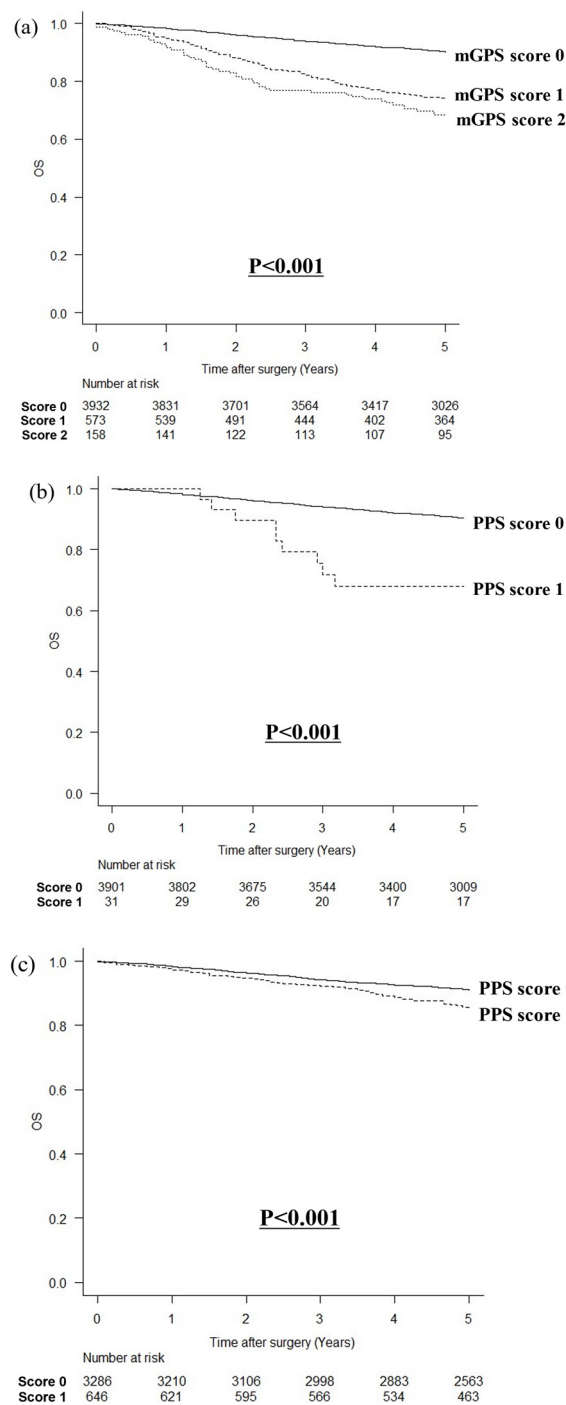 (a)
1.0
mGPS score 0
0.8
mGPS score 1
mGPS score 2
0.6
OS
0.4
0.2
P<0.001
0.0
0 1 2 3 4 5
Time after surgery (Years)
Number at risk
Score 0 3932 3831 3701 3564 3417 3026
Score 1 573 539 491 444 402 364
Score 2 158 141 122 113 107 95
(b)
1.0
PPS score 0
0.8
PPS score 1
0.6
OS
0.4
0.2
P<0.001
0.0
0 1 2 3 4 5
Time after surgery (Years)
Number at risk
Score 0 3901 3802 3675 3544 3400 3009
Score 1 31 29 26 20 17 17
(c)
1.0
PPS score
PPS score
0.8
0.6
OS
0.4
0.2
P<0.001
0.0
0 1 2 3 4 5
Time after surgery (Years)
Number at risk
Score 0 3286 3210 3106 2998 2883 2563
Score 1 646 621 595 566 534 463